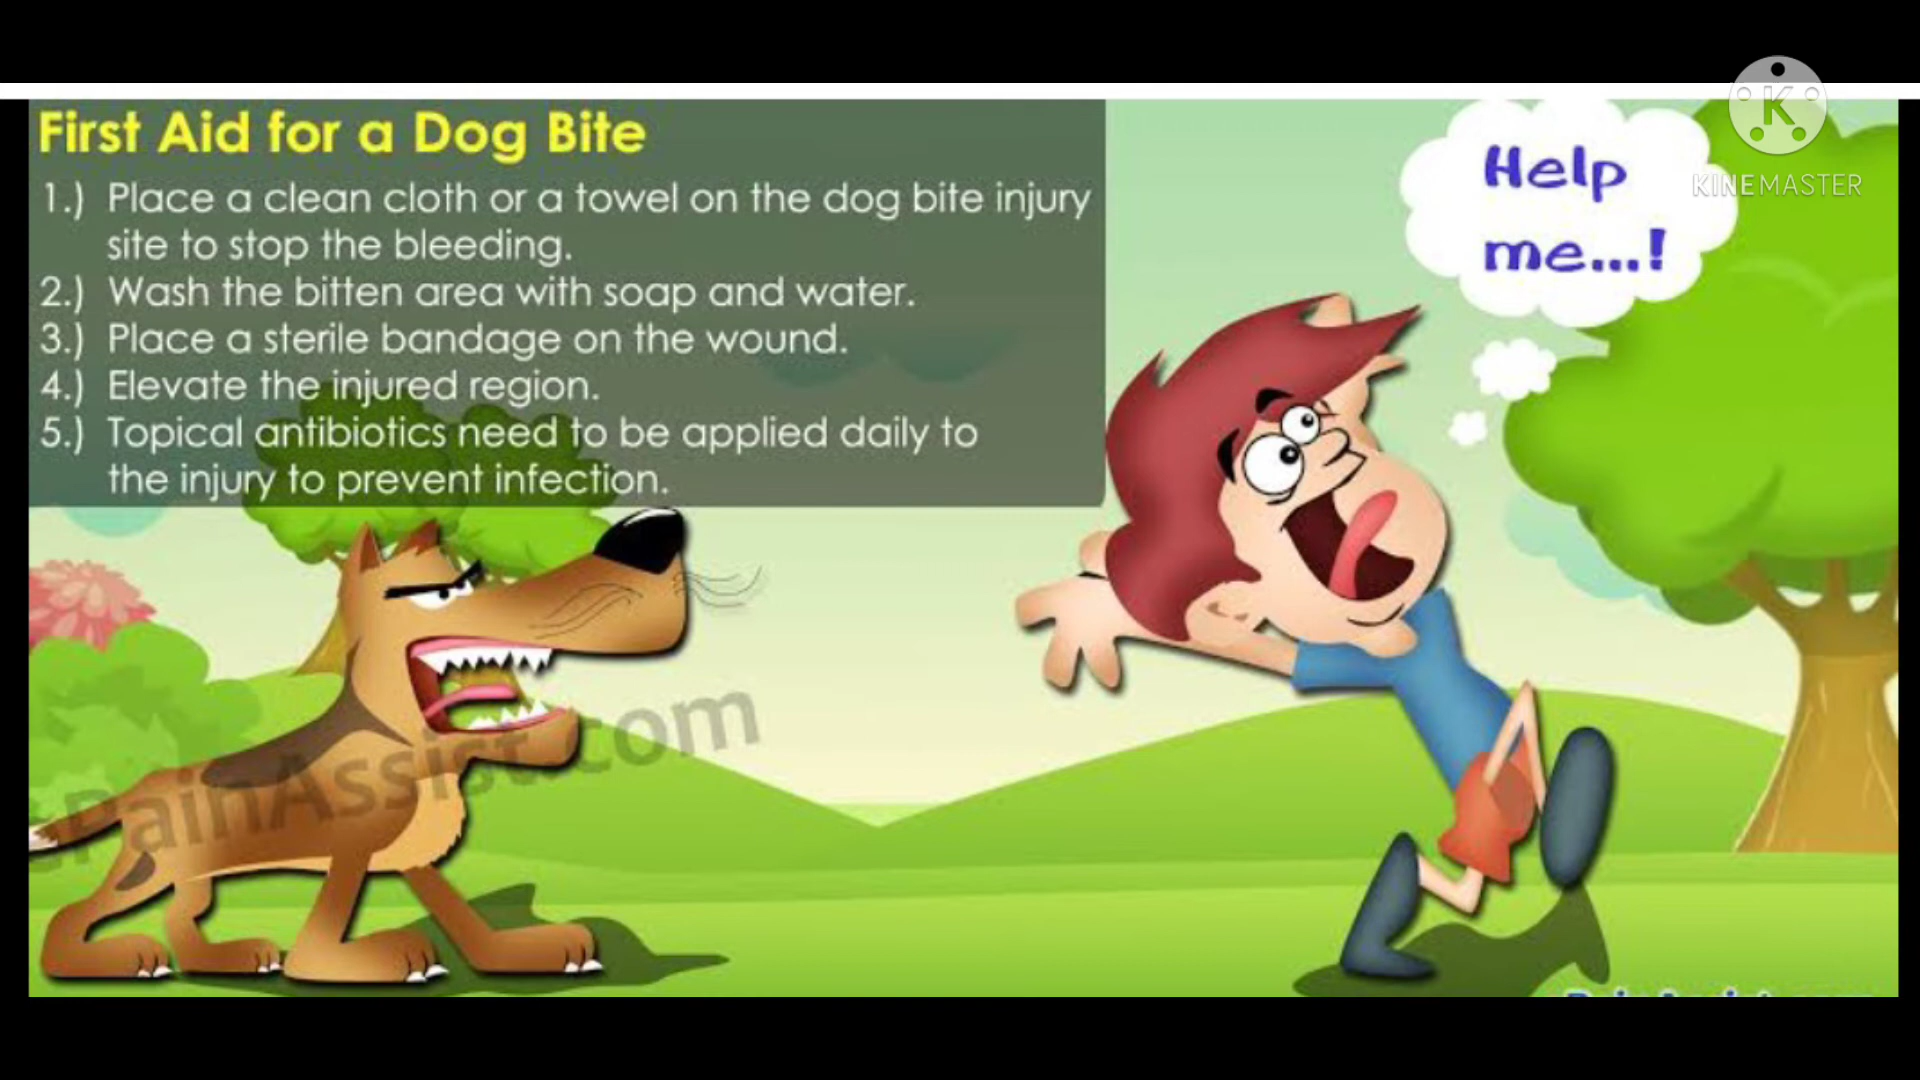 First Aid for a Dog Bite
1.) Place a clean cloth or a towel on the dog bite injury
site to stop the bleeding.
2.) Wash the bitten area with soap and water.
3.) Place a sterile bandage on the wound.
4.) Elevate the injured region.
5.) Topical antibiotics need to be applied daily to
the injury to prevent infection.
Help
me...!
K
KINEMASTER
PainAssist.com